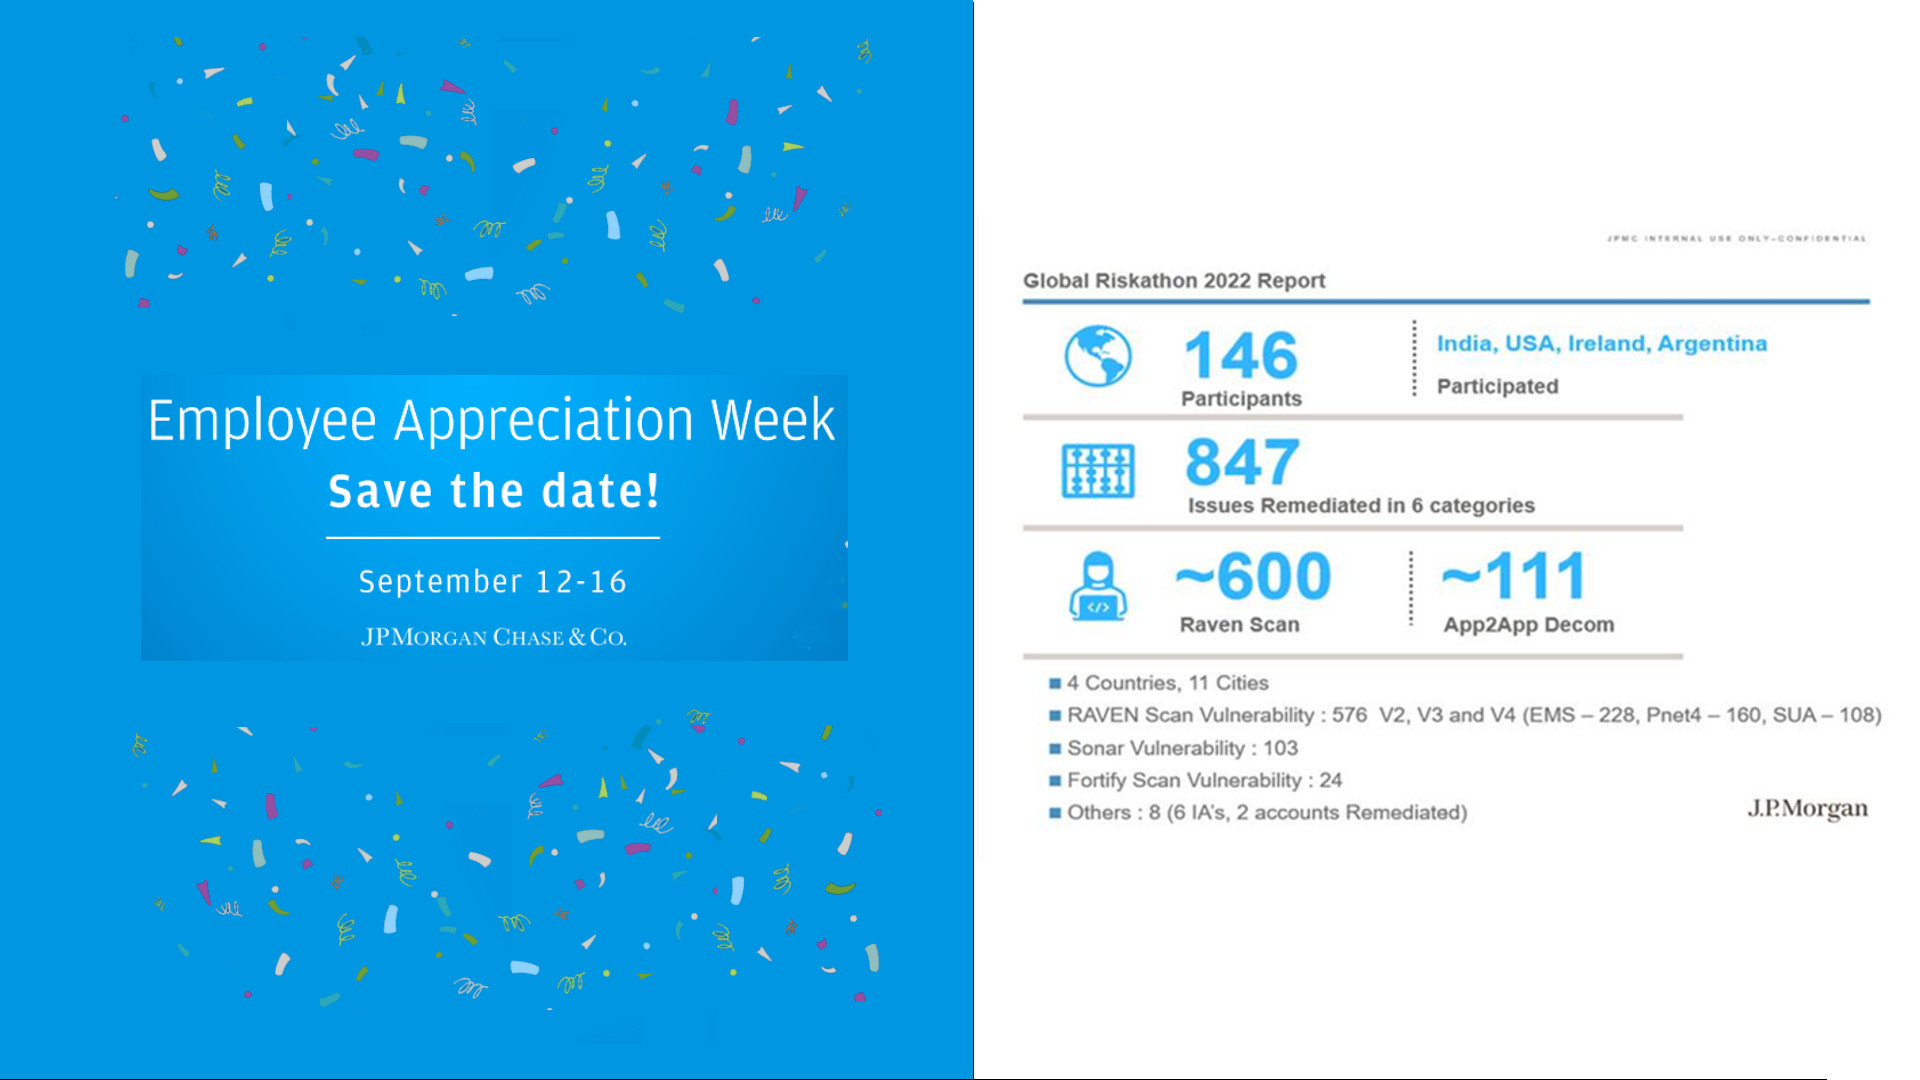 Employee Appreciation Week
Save the date!
September 12-16
JPMORGAN CHASE & CO.
JPMC INTERNAL USE ONLY–CONFIDENTIAL
Global Riskathon 2022 Report
146
Participants
India, USA, Ireland, Argentina
Participated
847
Issues Remediated in 6 categories
</>
~600
Raven Scan
~111
App2App Decom
4 Countries, 11 Cities
RAVEN Scan Vulnerability : 576  V2, V3 and V4 (EMS – 228, Pnet4 – 160, SUA – 108)
Sonar Vulnerability : 103
Fortify Scan Vulnerability : 24
Others : 8 (6 IA's, 2 accounts Remediated)
J.P.Morgan